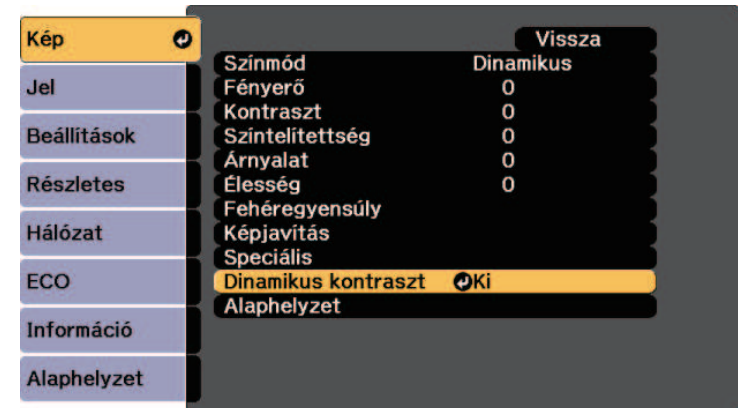 Kép
Jel
Beállítások
Részletes
Hálózat
ECO
Információ
Alaphelyzet
Vissza
Színmód Dinamikus
Fényerő 0
Kontraszt 0
Színtelítettség 0
Árnyalat 0
Élesség 0
Fehéregyensúly
Képjavítás
Speciális
Dinamikus kontraszt Ki
Alaphelyzet